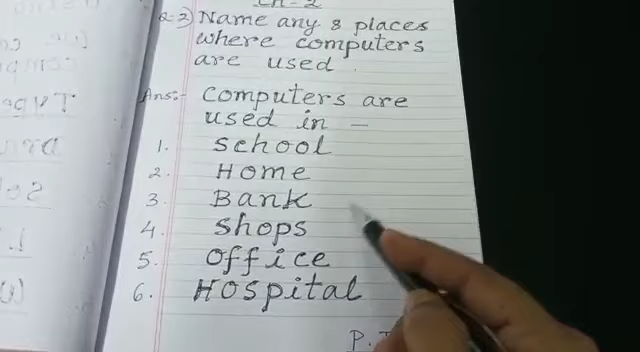 Ch-2
Q-2) Name any 8 places
where computers
are used.
Ans:- Computers are
used in —
1. School
2. Home
3. Bank
4. Shops
5. Office
6. Hospital